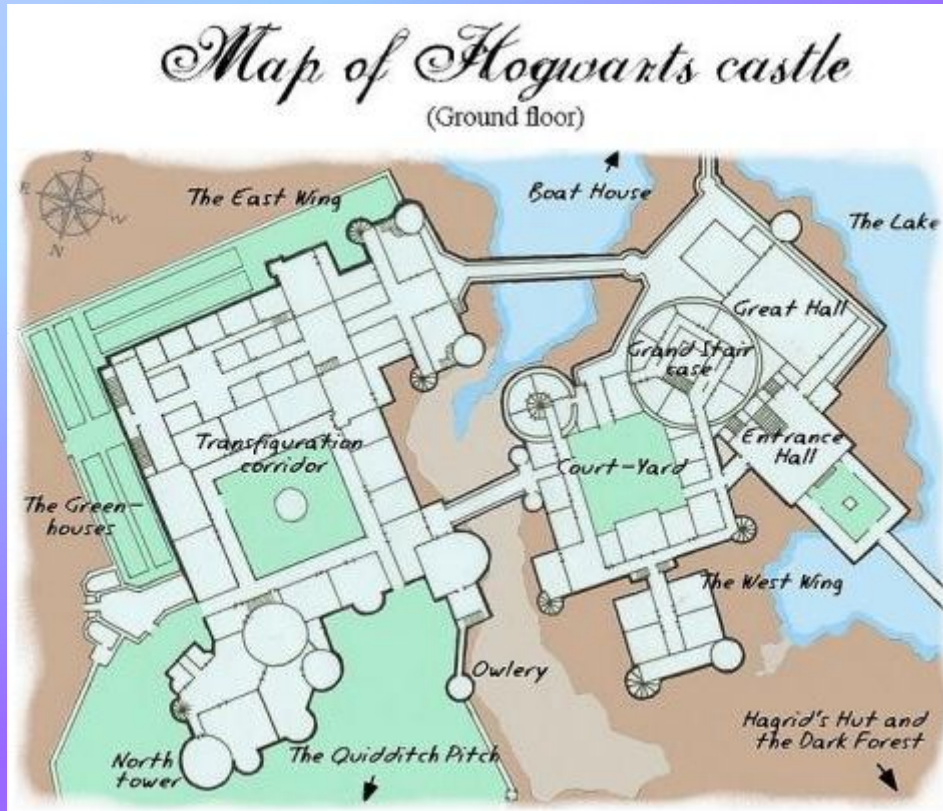 Map of Hogwarts castle
(Ground floor)
S
E
W
N
The East Wing
Boat House
The Lake
Great Hall
Grand Stair
case
Transfiguration
corridor
Court-Yard
Entrance
Hall
The Green-
houses
The West Wing
Owlery
North
tower
The Quidditch Pitch
Hagrid's Hut and
the Dark Forest